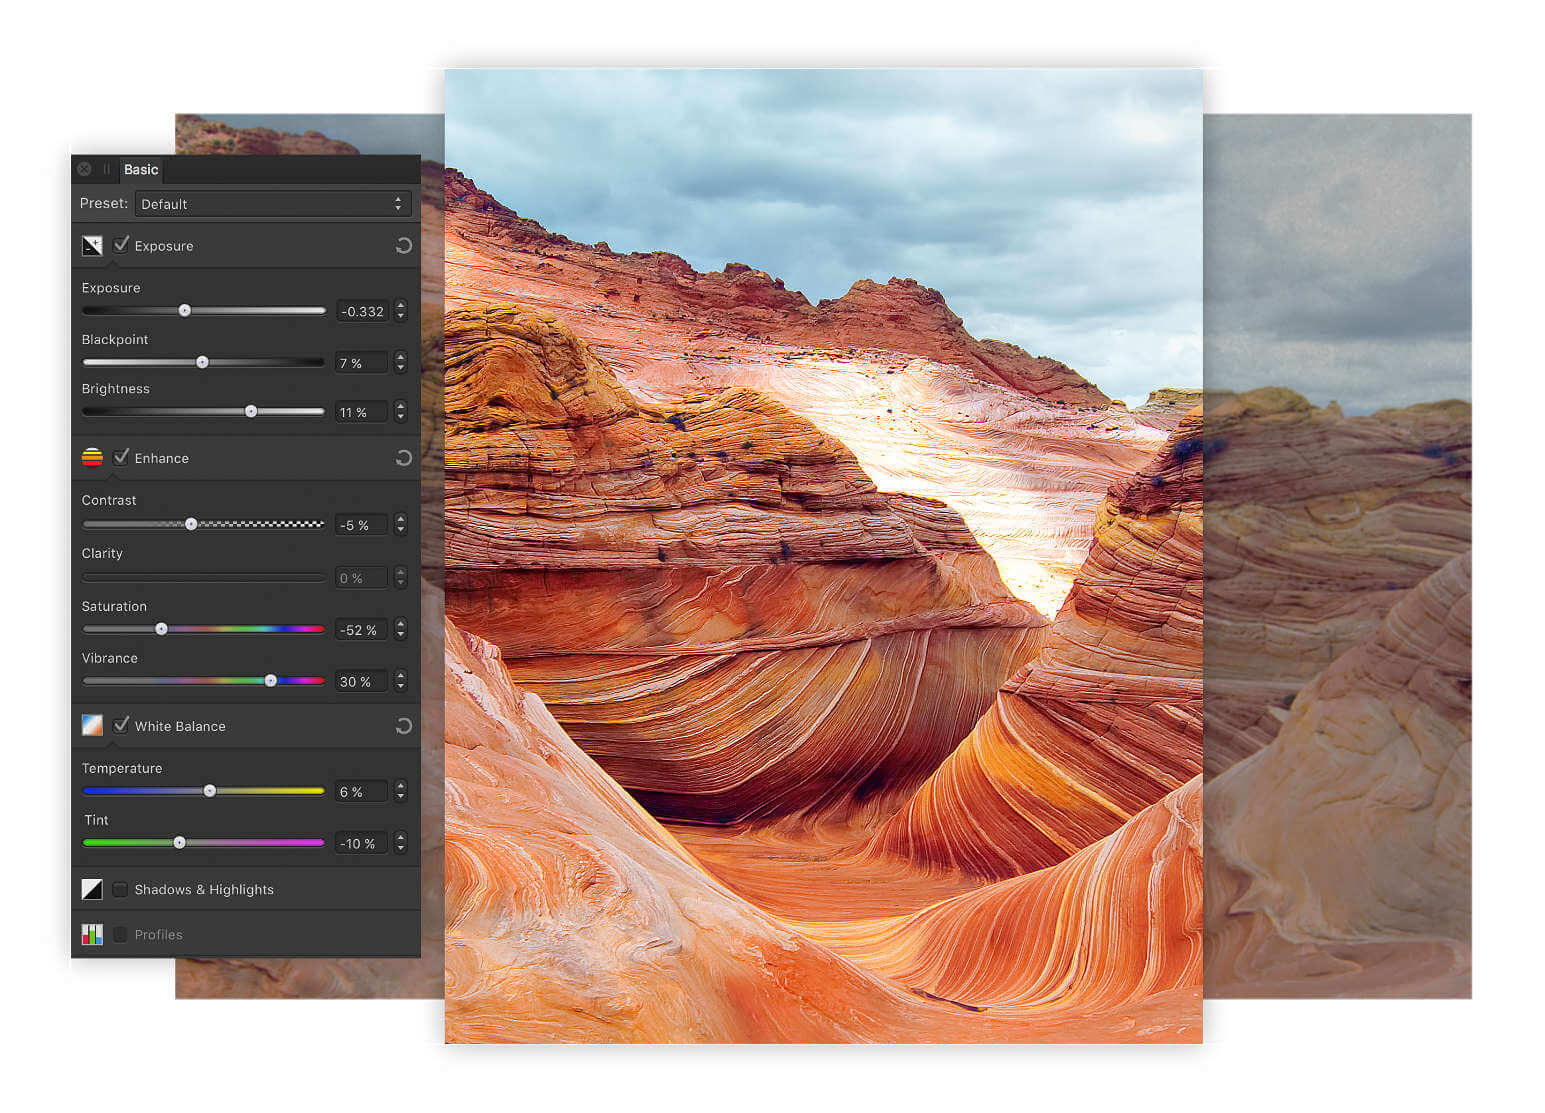 Basic
Preset: Default
Exposure
Exposure
-0.332
Blackpoint
7 %
Brightness
11 %
Enhance
Contrast
-5 %
Clarity
0 %
Saturation
-52 %
Vibrance
30 %
White Balance
Temperature
6 %
Tint
-10 %
Shadows & Highlights
Profiles